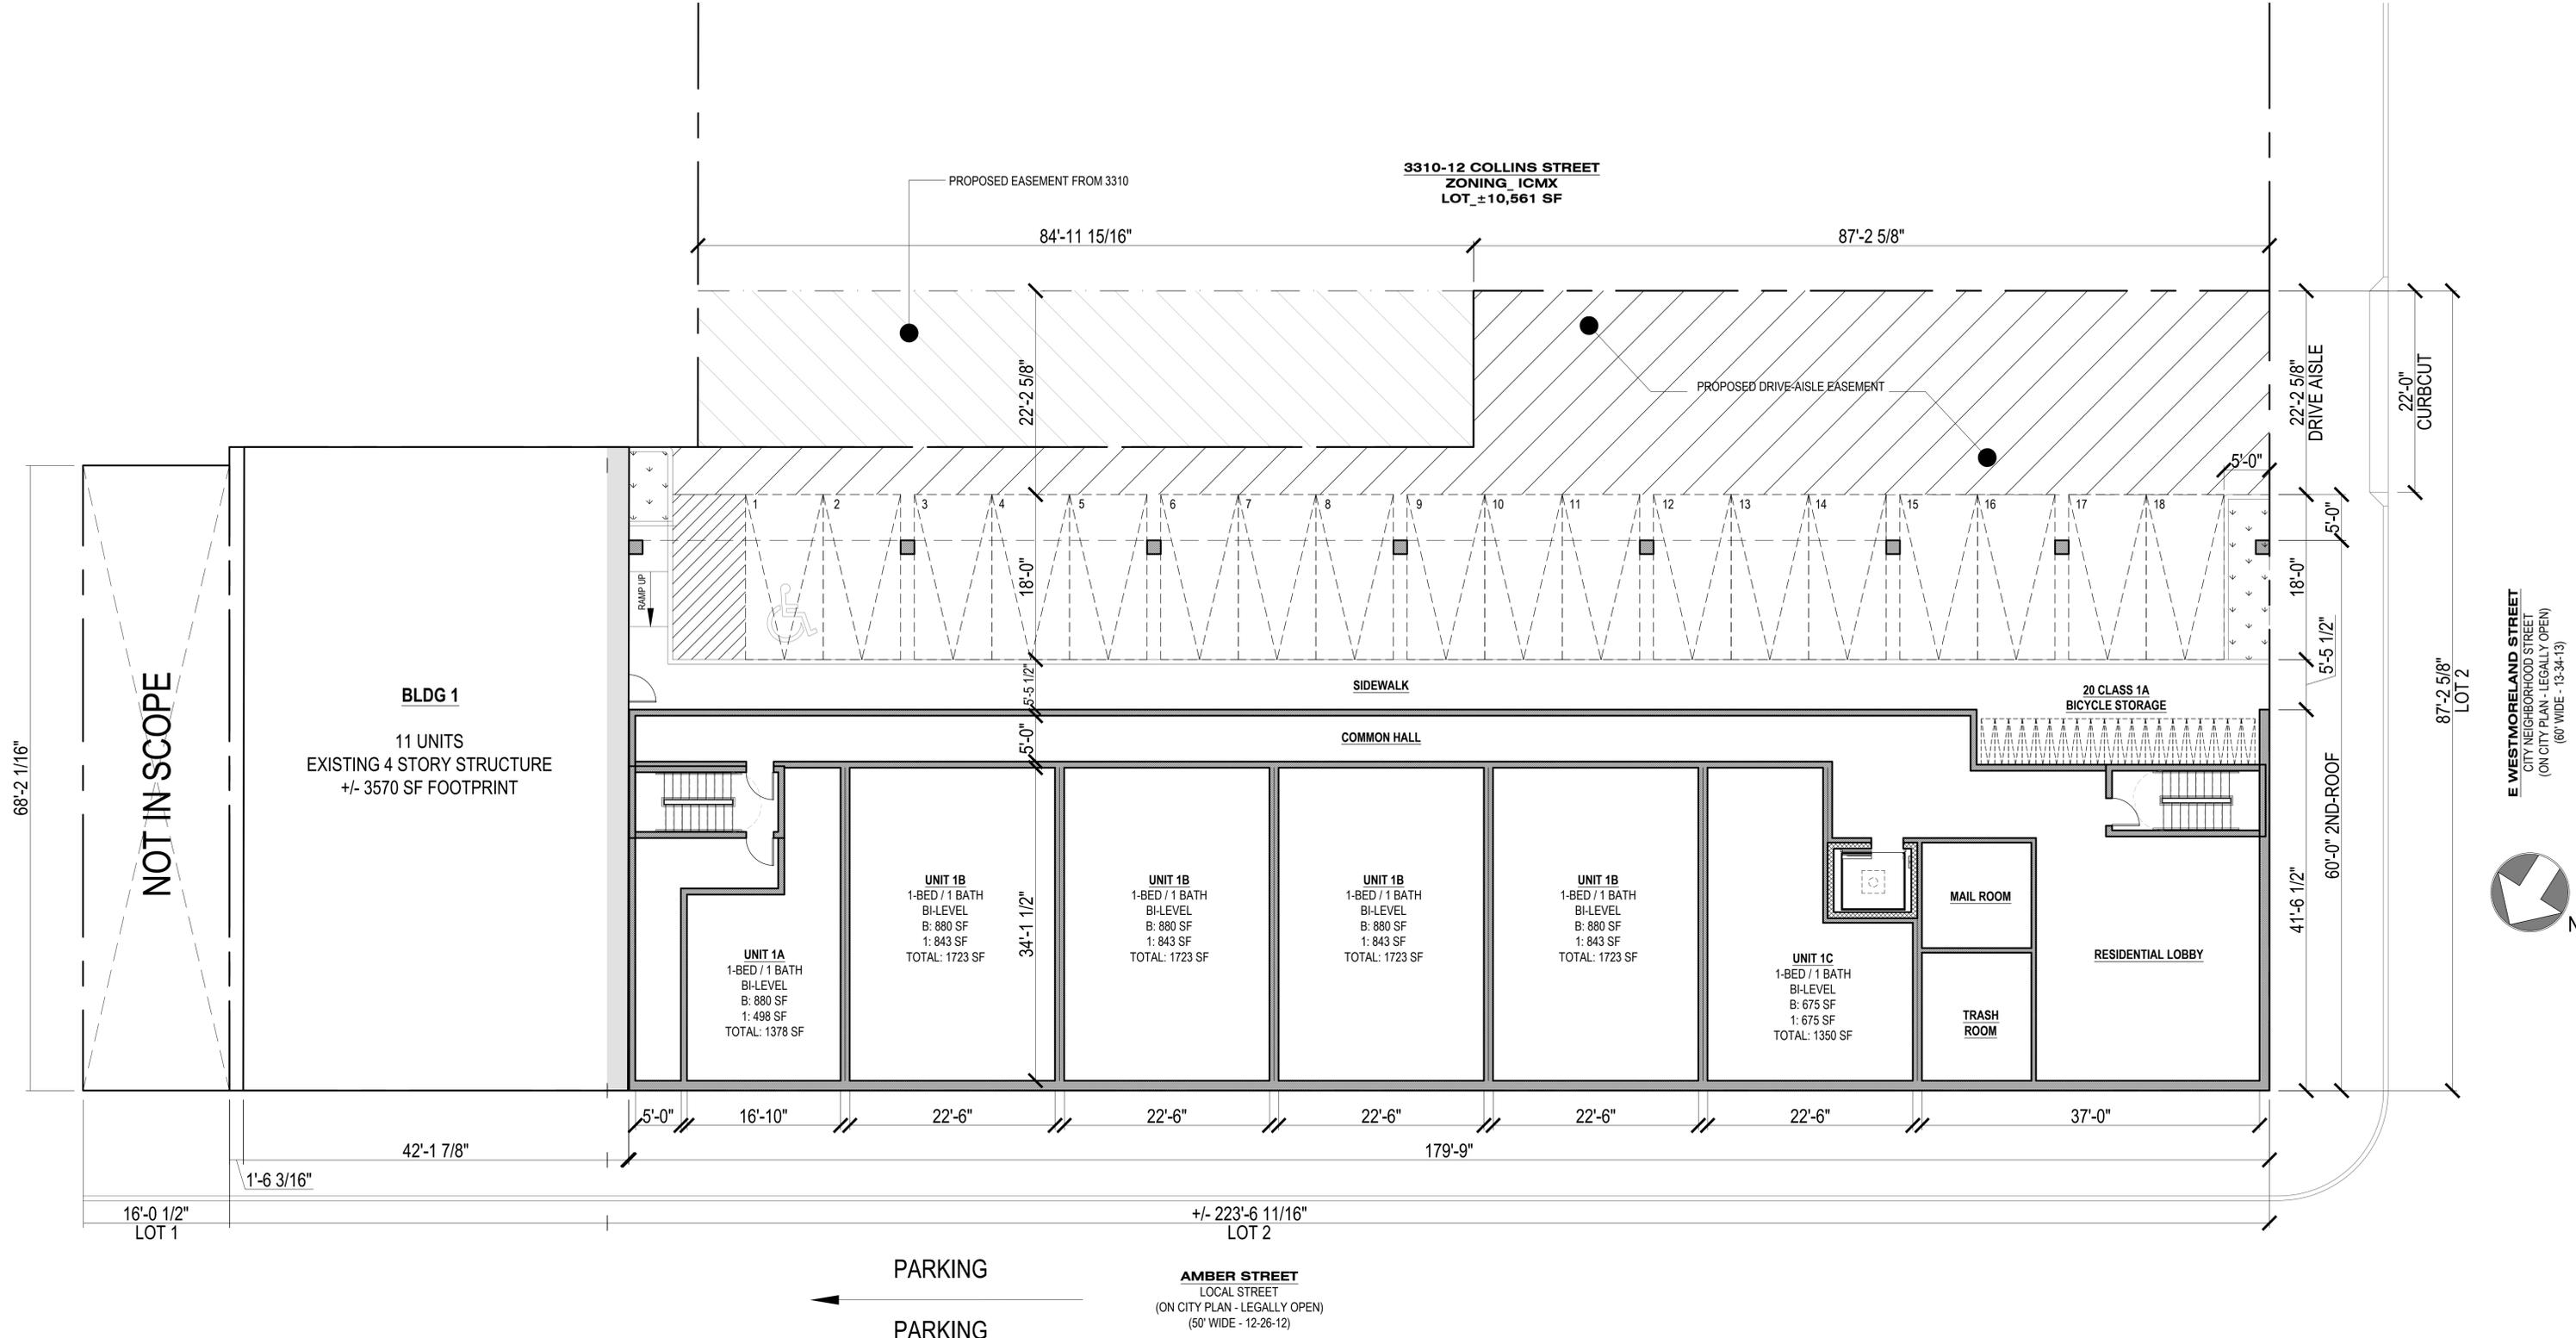 3310-12 COLLINS STREET
ZONING_ ICMX
LOT_±10,561 SF
PROPOSED EASEMENT FROM 3310
84'-11 15/16"
87'-2 5/8"
22'-2 5/8"
PROPOSED DRIVE-AISLE EASEMENT
22'-2 5/8"
DRIVE AISLE
22'-0"
CURBCUT
5'-0"
1
2
3
4
5
6
7
8
9
10
11
12
13
14
15
16
17
18
5'-0"
18'-0"
18'-0"
RAMP UP
5'-5 1/2"
5'-5 1/2"
SIDEWALK
20 CLASS 1A
BICYCLE STORAGE
COMMON HALL
5'-0"
68'-2 1/16"
NOT IN SCOPE
BLDG 1
11 UNITS
EXISTING 4 STORY STRUCTURE
+/- 3570 SF FOOTPRINT
UNIT 1A
1-BED / 1 BATH
BI-LEVEL
B: 880 SF
1: 498 SF
TOTAL: 1378 SF
UNIT 1B
1-BED / 1 BATH
BI-LEVEL
B: 880 SF
1: 843 SF
TOTAL: 1723 SF
34'-1 1/2"
UNIT 1B
1-BED / 1 BATH
BI-LEVEL
B: 880 SF
1: 843 SF
TOTAL: 1723 SF
UNIT 1B
1-BED / 1 BATH
BI-LEVEL
B: 880 SF
1: 843 SF
TOTAL: 1723 SF
UNIT 1B
1-BED / 1 BATH
BI-LEVEL
B: 880 SF
1: 843 SF
TOTAL: 1723 SF
UNIT 1C
1-BED / 1 BATH
BI-LEVEL
B: 675 SF
1: 675 SF
TOTAL: 1350 SF
MAIL ROOM
TRASH
ROOM
RESIDENTIAL LOBBY
41'-6 1/2"
60'-0" 2ND-ROOF
87'-2 5/8"
LOT 2
E WESTMORELAND STREET
CITY NEIGHBORHOOD STREET
(ON CITY PLAN - LEGALLY OPEN)
(60' WIDE - 13-34-13)
N
5'-0"
16'-10"
22'-6"
22'-6"
22'-6"
22'-6"
22'-6"
37'-0"
42'-1 7/8"
179'-9"
1'-6 3/16"
16'-0 1/2"
LOT 1
+/- 223'-6 11/16"
LOT 2
PARKING
PARKING
AMBER STREET
LOCAL STREET
(ON CITY PLAN - LEGALLY OPEN)
(50' WIDE - 12-26-12)